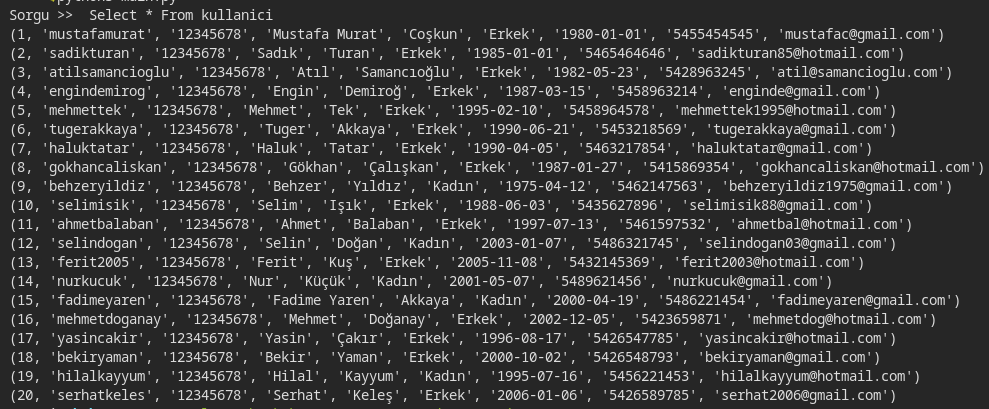 Sorgu >>  Select * From kullanici
(1, 'mustafamurat', '12345678', 'Mustafa Murat', 'Coşkun', 'Erkek', '1980-01-01', '5455454545', 'mustafac@gmail.com')
(2, 'sadikturan', '12345678', 'Sadık', 'Turan', 'Erkek', '1985-01-01', '5465464646', 'sadikturan85@hotmail.com')
(3, 'atilsamancioglu', '12345678', 'Atıl', 'Samancıoğlu', 'Erkek', '1982-05-23', '5428963245', 'atil@samancioglu.com')
(4, 'engindemirog', '12345678', 'Engin', 'Demiroğ', 'Erkek', '1987-03-15', '5458963214', 'enginde@gmail.com')
(5, 'mehmettek', '12345678', 'Mehmet', 'Tek', 'Erkek', '1995-02-10', '5458964578', 'mehmettek1995@hotmail.com')
(6, 'tugerakkaya', '12345678', 'Tuger', 'Akkaya', 'Erkek', '1990-06-21', '5453218569', 'tugerakkaya@gmail.com')
(7, 'haluktatar', '12345678', 'Haluk', 'Tatar', 'Erkek', '1990-04-05', '5463217854', 'haluktatar@gmail.com')
(8, 'gokhancaliskan', '12345678', 'Gökhan', 'Çalışkan', 'Erkek', '1987-01-27', '5415869354', 'gokhancaliskan@hotmail.com')
(9, 'behzeryildiz', '12345678', 'Behzer', 'Yıldız', 'Kadın', '1975-04-12', '5462147563', 'behzeryildiz1975@gmail.com')
(10, 'selimisik', '12345678', 'Selim', 'Işık', 'Erkek', '1988-06-03', '5435627896', 'selimisik88@gmail.com')
(11, 'ahmetbalaban', '12345678', 'Ahmet', 'Balaban', 'Erkek', '1997-07-13', '5461597532', 'ahmetbal@hotmail.com')
(12, 'selindogan', '12345678', 'Selin', 'Doğan', 'Kadın', '2003-01-07', '5486321745', 'selindogan03@gmail.com')
(13, 'ferit2005', '12345678', 'Ferit', 'Kuş', 'Erkek', '2005-11-08', '5432145369', 'ferit2003@hotmail.com')
(14, 'nurkucuk', '12345678', 'Nur', 'Küçük', 'Kadın', '2001-05-07', '5489621456', 'nurkucuk@gmail.com')
(15, 'fadimeyaren', '12345678', 'Fadime Yaren', 'Akkaya', 'Kadın', '2000-04-19', '5486221454', 'fadimeyaren@gmail.com')
(16, 'mehmetdoganay', '12345678', 'Mehmet', 'Doğanay', 'Erkek', '2002-12-05', '5423659871', 'mehmetdog@hotmail.com')
(17, 'yasincakir', '12345678', 'Yasin', 'Çakır', 'Erkek', '1996-08-17', '5426547785', 'yasincakir@hotmail.com')
(18, 'bekiryaman', '12345678', 'Bekir', 'Yaman', 'Erkek', '2000-10-02', '5426548793', 'bekiryaman@gmail.com')
(19, 'hilalkayyum', '12345678', 'Hilal', 'Kayyum', 'Kadın', '1995-07-16', '5456221453', 'hilalkayyum@hotmail.com')
(20, 'serhatkeles', '12345678', 'Serhat', 'Keleş', 'Erkek', '2006-01-06', '5426589785', 'serhat2006@gmail.com')